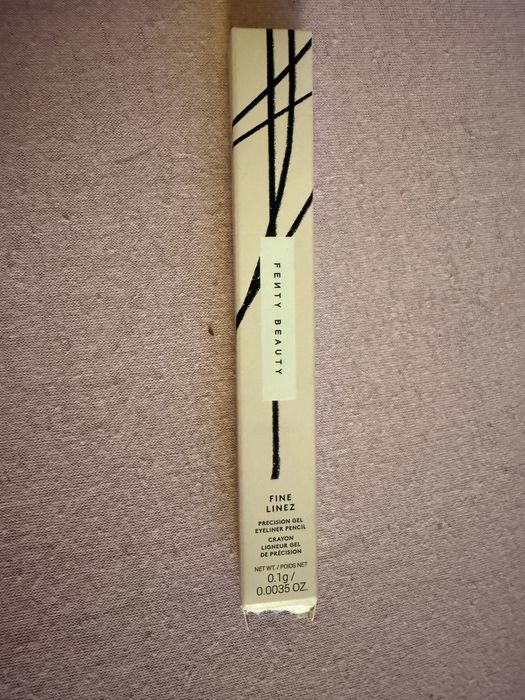 FEИTY BEAUTY
FINE
LINEZ
PRECISION GEL
EYELINER PENCIL
CRAYON
LIGNEUR GEL
DE PRÉCISION
NET WT. / POIDS NET
0.1g /
0.0035 OZ.